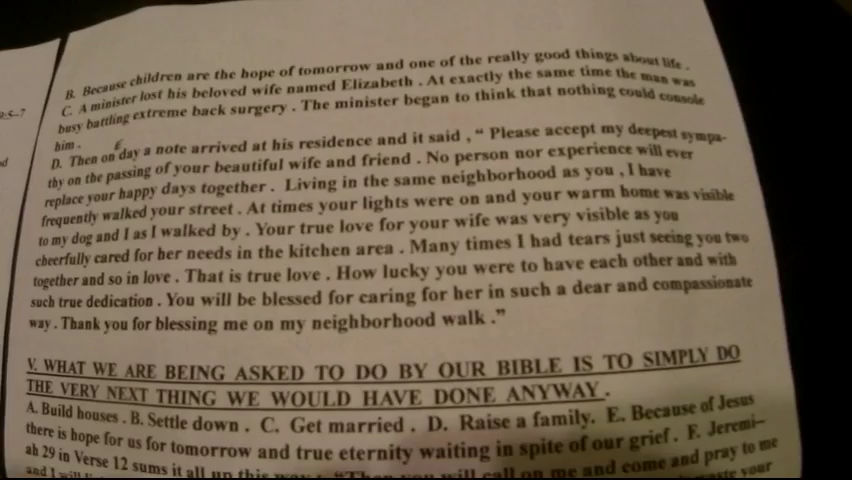 9:5-7
B. Because children are the hope of tomorrow and one of the really good things about life .
C. A minister lost his beloved wife named Elizabeth . At exactly the same time the man was
busy battling extreme back surgery . The minister began to think that nothing could console
him .
D. Then on day a note arrived at his residence and it said , “ Please accept my deepest sympa-
thy on the passing of your beautiful wife and friend . No person nor experience will ever
replace your happy days together . Living in the same neighborhood as you , I have
frequently walked your street . At times your lights were on and your warm home was visible
to my dog and I as I walked by . Your true love for your wife was very visible as you
cheerfully cared for her needs in the kitchen area . Many times I had tears just seeing you two
together and so in love . That is true love . How lucky you were to have each other and with
such true dedication . You will be blessed for caring for her in such a dear and compassionate
way . Thank you for blessing me on my neighborhood walk .”
V. WHAT WE ARE BEING ASKED TO DO BY OUR BIBLE IS TO SIMPLY DO
THE VERY NEXT THING WE WOULD HAVE DONE ANYWAY .
A. Build houses . B. Settle down . C. Get married . D. Raise a family. E. Because of Jesus
there is hope for us for tomorrow and true eternity waiting in spite of our grief . F. Jeremi-
ah 29 in Verse 12 sums it all up this way : “Then you will call on me and come and pray to me
and I will your